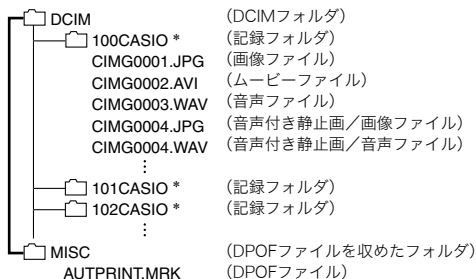 DCIM （DCIMフォルダ）
100CASIO * （記録フォルダ）
CIMG0001.JPG （画像ファイル）
CIMG0002.AVI （ムービーファイル）
CIMG0003.WAV （音声ファイル）
CIMG0004.JPG （音声付き静止画／画像ファイル）
CIMG0004.WAV （音声付き静止画／音声ファイル）
⋮
101CASIO * （記録フォルダ）
102CASIO * （記録フォルダ）
⋮
MISC （DPOFファイルを収めたフォルダ）
AUTPRINT.MRK （DPOFファイル）